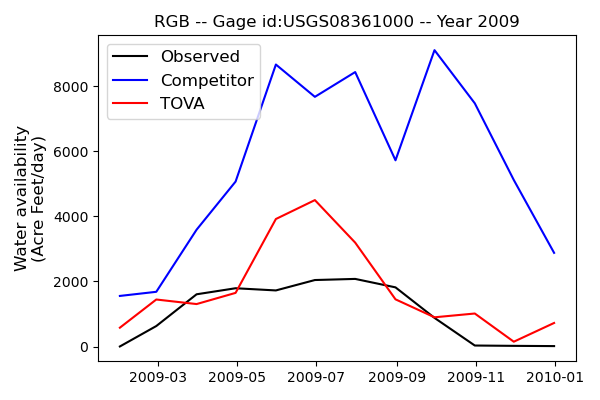 RGB -- Gage id:USGS08361000 -- Year 2009
Observed
Competitor
TOVA
Water availability
(Acre Feet/day)
8000
6000
4000
2000
0
2009-03
2009-05
2009-07
2009-09
2009-11
2010-01